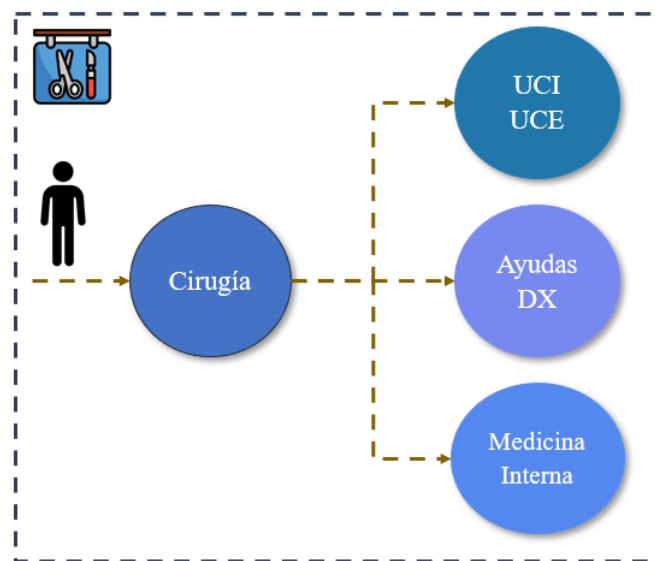 UCI
UCE
Cirugía
Ayudas
DX
Medicina
Interna